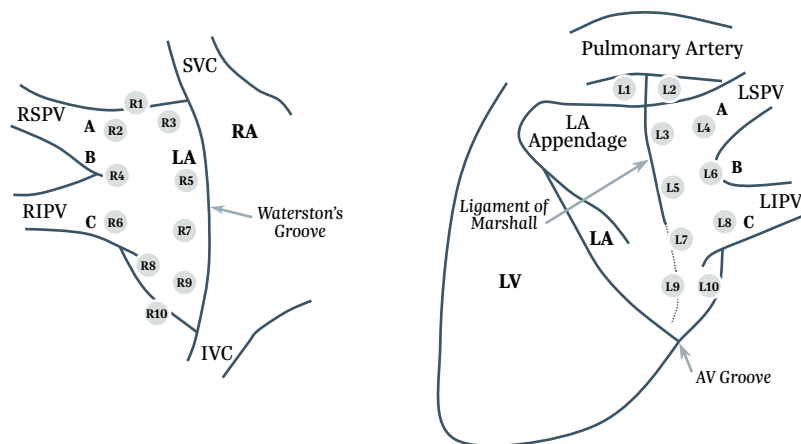 SVC
RSPV
R1
A
R2
R3
RA
B
LA
R4
R5
RIPV
C
R6
R7
Waterston's
Groove
R8
R9
R10
IVC
Pulmonary Artery
L1
L2
LSPV
LA
Appendage
A
L3
L4
B
L6
L5
Ligament of
Marshall
LIPV
L8
C
LA
L7
LV
L9
L10
AV Groove